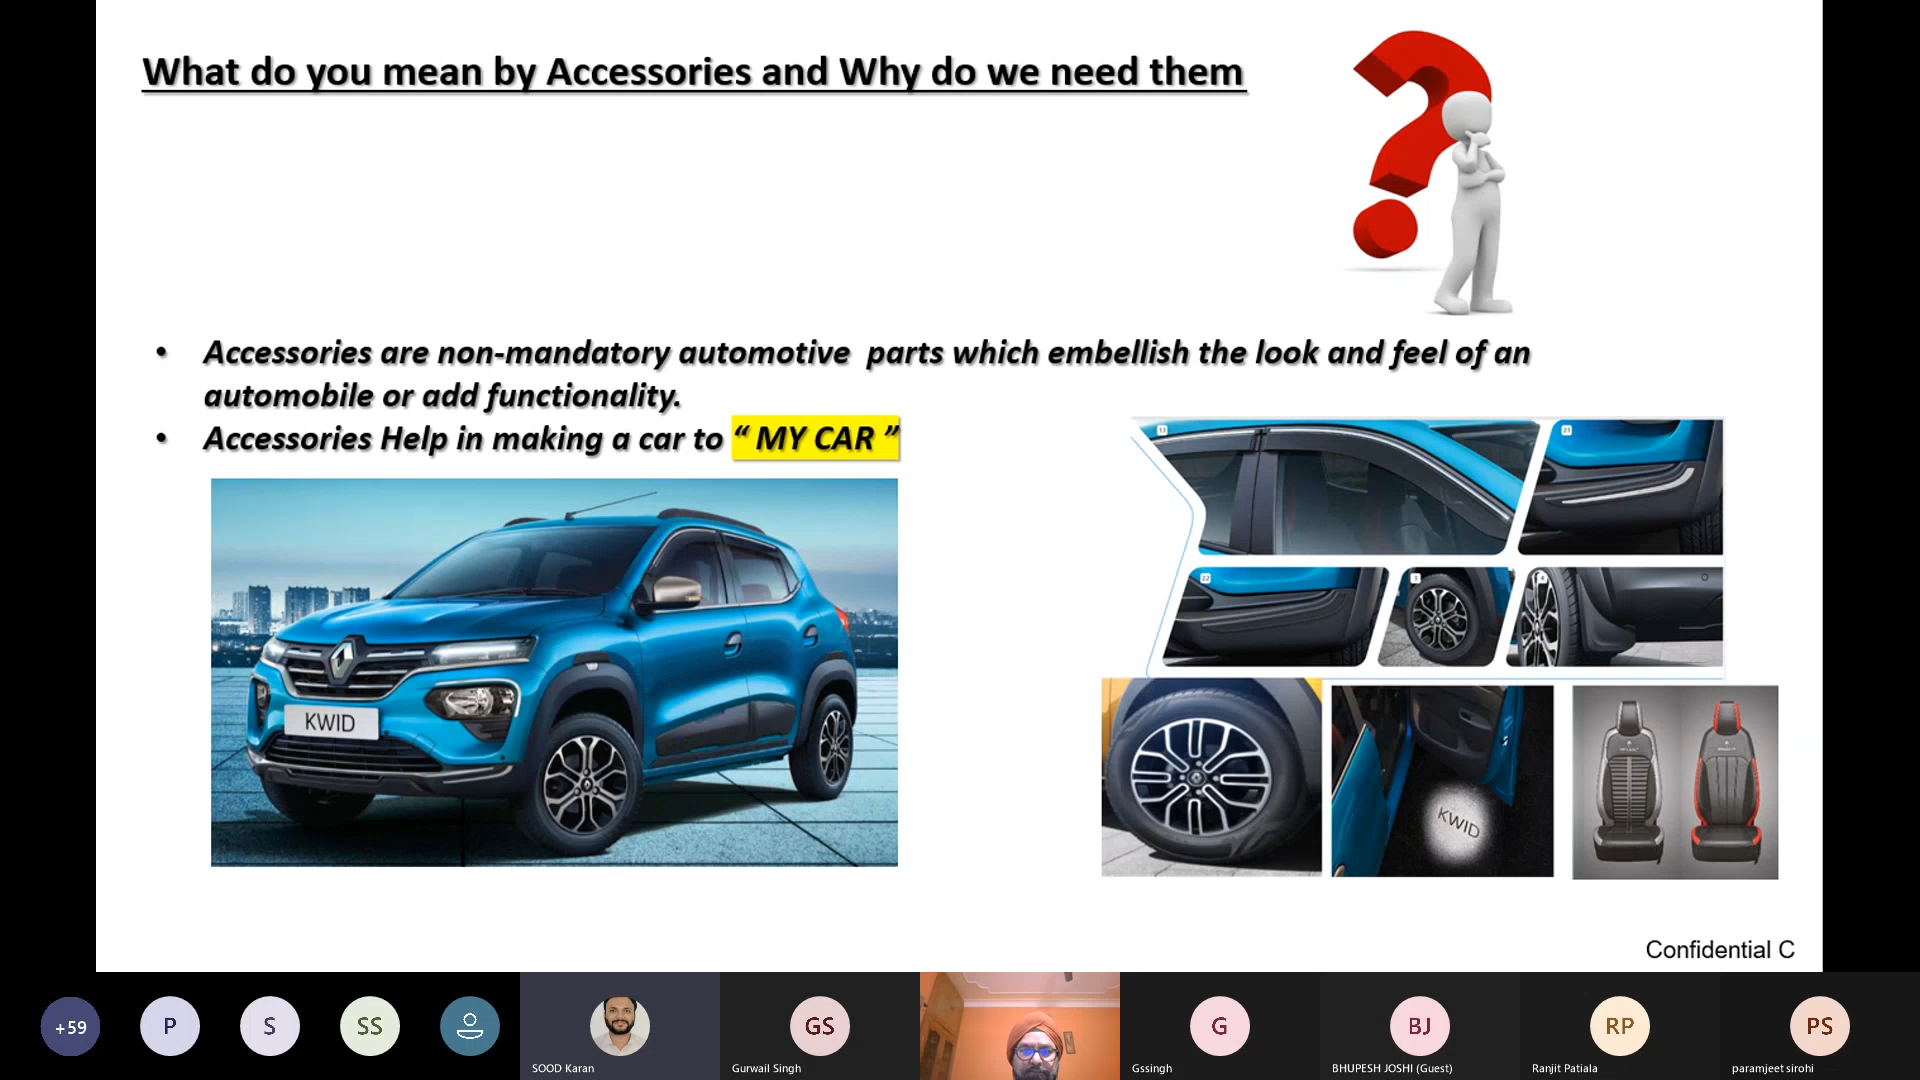 What do you mean by Accessories and Why do we need them
• Accessories are non-mandatory automotive parts which embellish the look and feel of an
automobile or add functionality.
• Accessories Help in making a car to “ MY CAR ”
KWID
13
21
22
KWID
Confidential C
+59
P
S
SS
SOOD Karan
GS
Gurwail Singh
G
Gssingh
BJ
BHUPESH JOSHI (Guest)
RP
Ranjit Patiala
PS
paramjeet sirohi